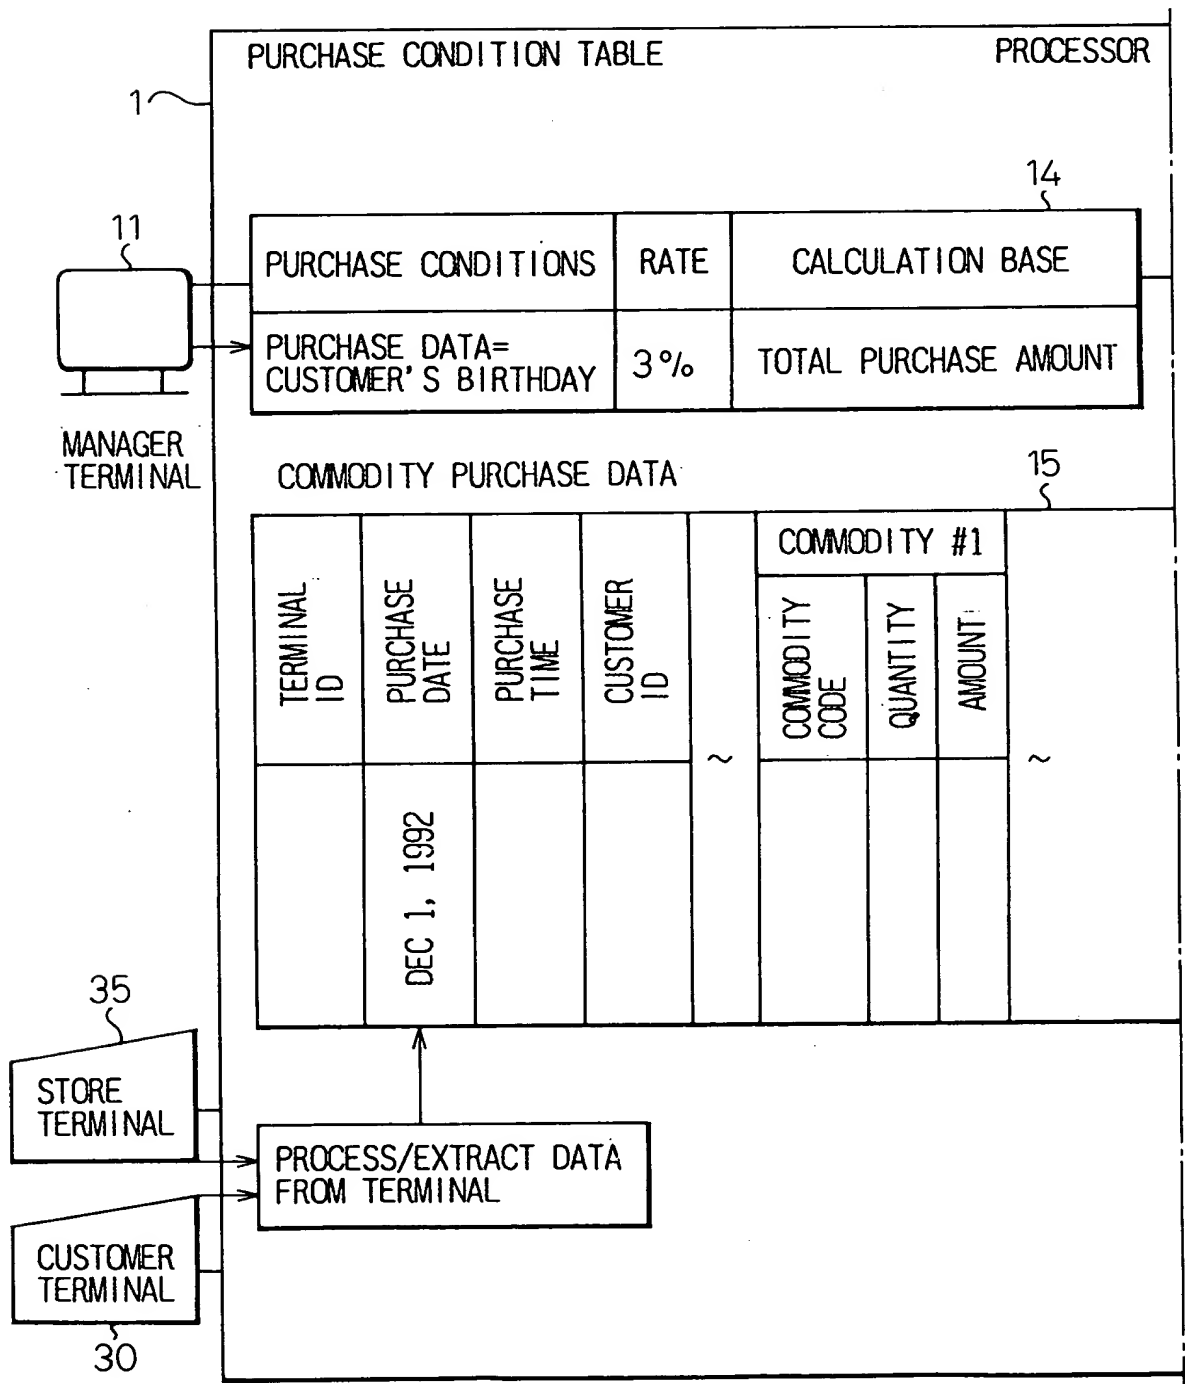 PURCHASE CONDITION TABLE
PROCESSOR
1
14
11
PURCHASE CONDITIONS
RATE
CALCULATION BASE
PURCHASE DATA=
CUSTOMER'S BIRTHDAY
3%
TOTAL PURCHASE AMOUNT
MANAGER
TERMINAL
COMMODITY PURCHASE DATA
15
TERMINAL
ID
PURCHASE
DATE
PURCHASE
TIME
CUSTOMER
ID
~
COMMODITY #1
COMMODITY
CODE
QUANTITY
AMOUNT
~
DEC 1, 1992
35
STORE
TERMINAL
PROCESS/EXTRACT DATA
FROM TERMINAL
CUSTOMER
TERMINAL
30